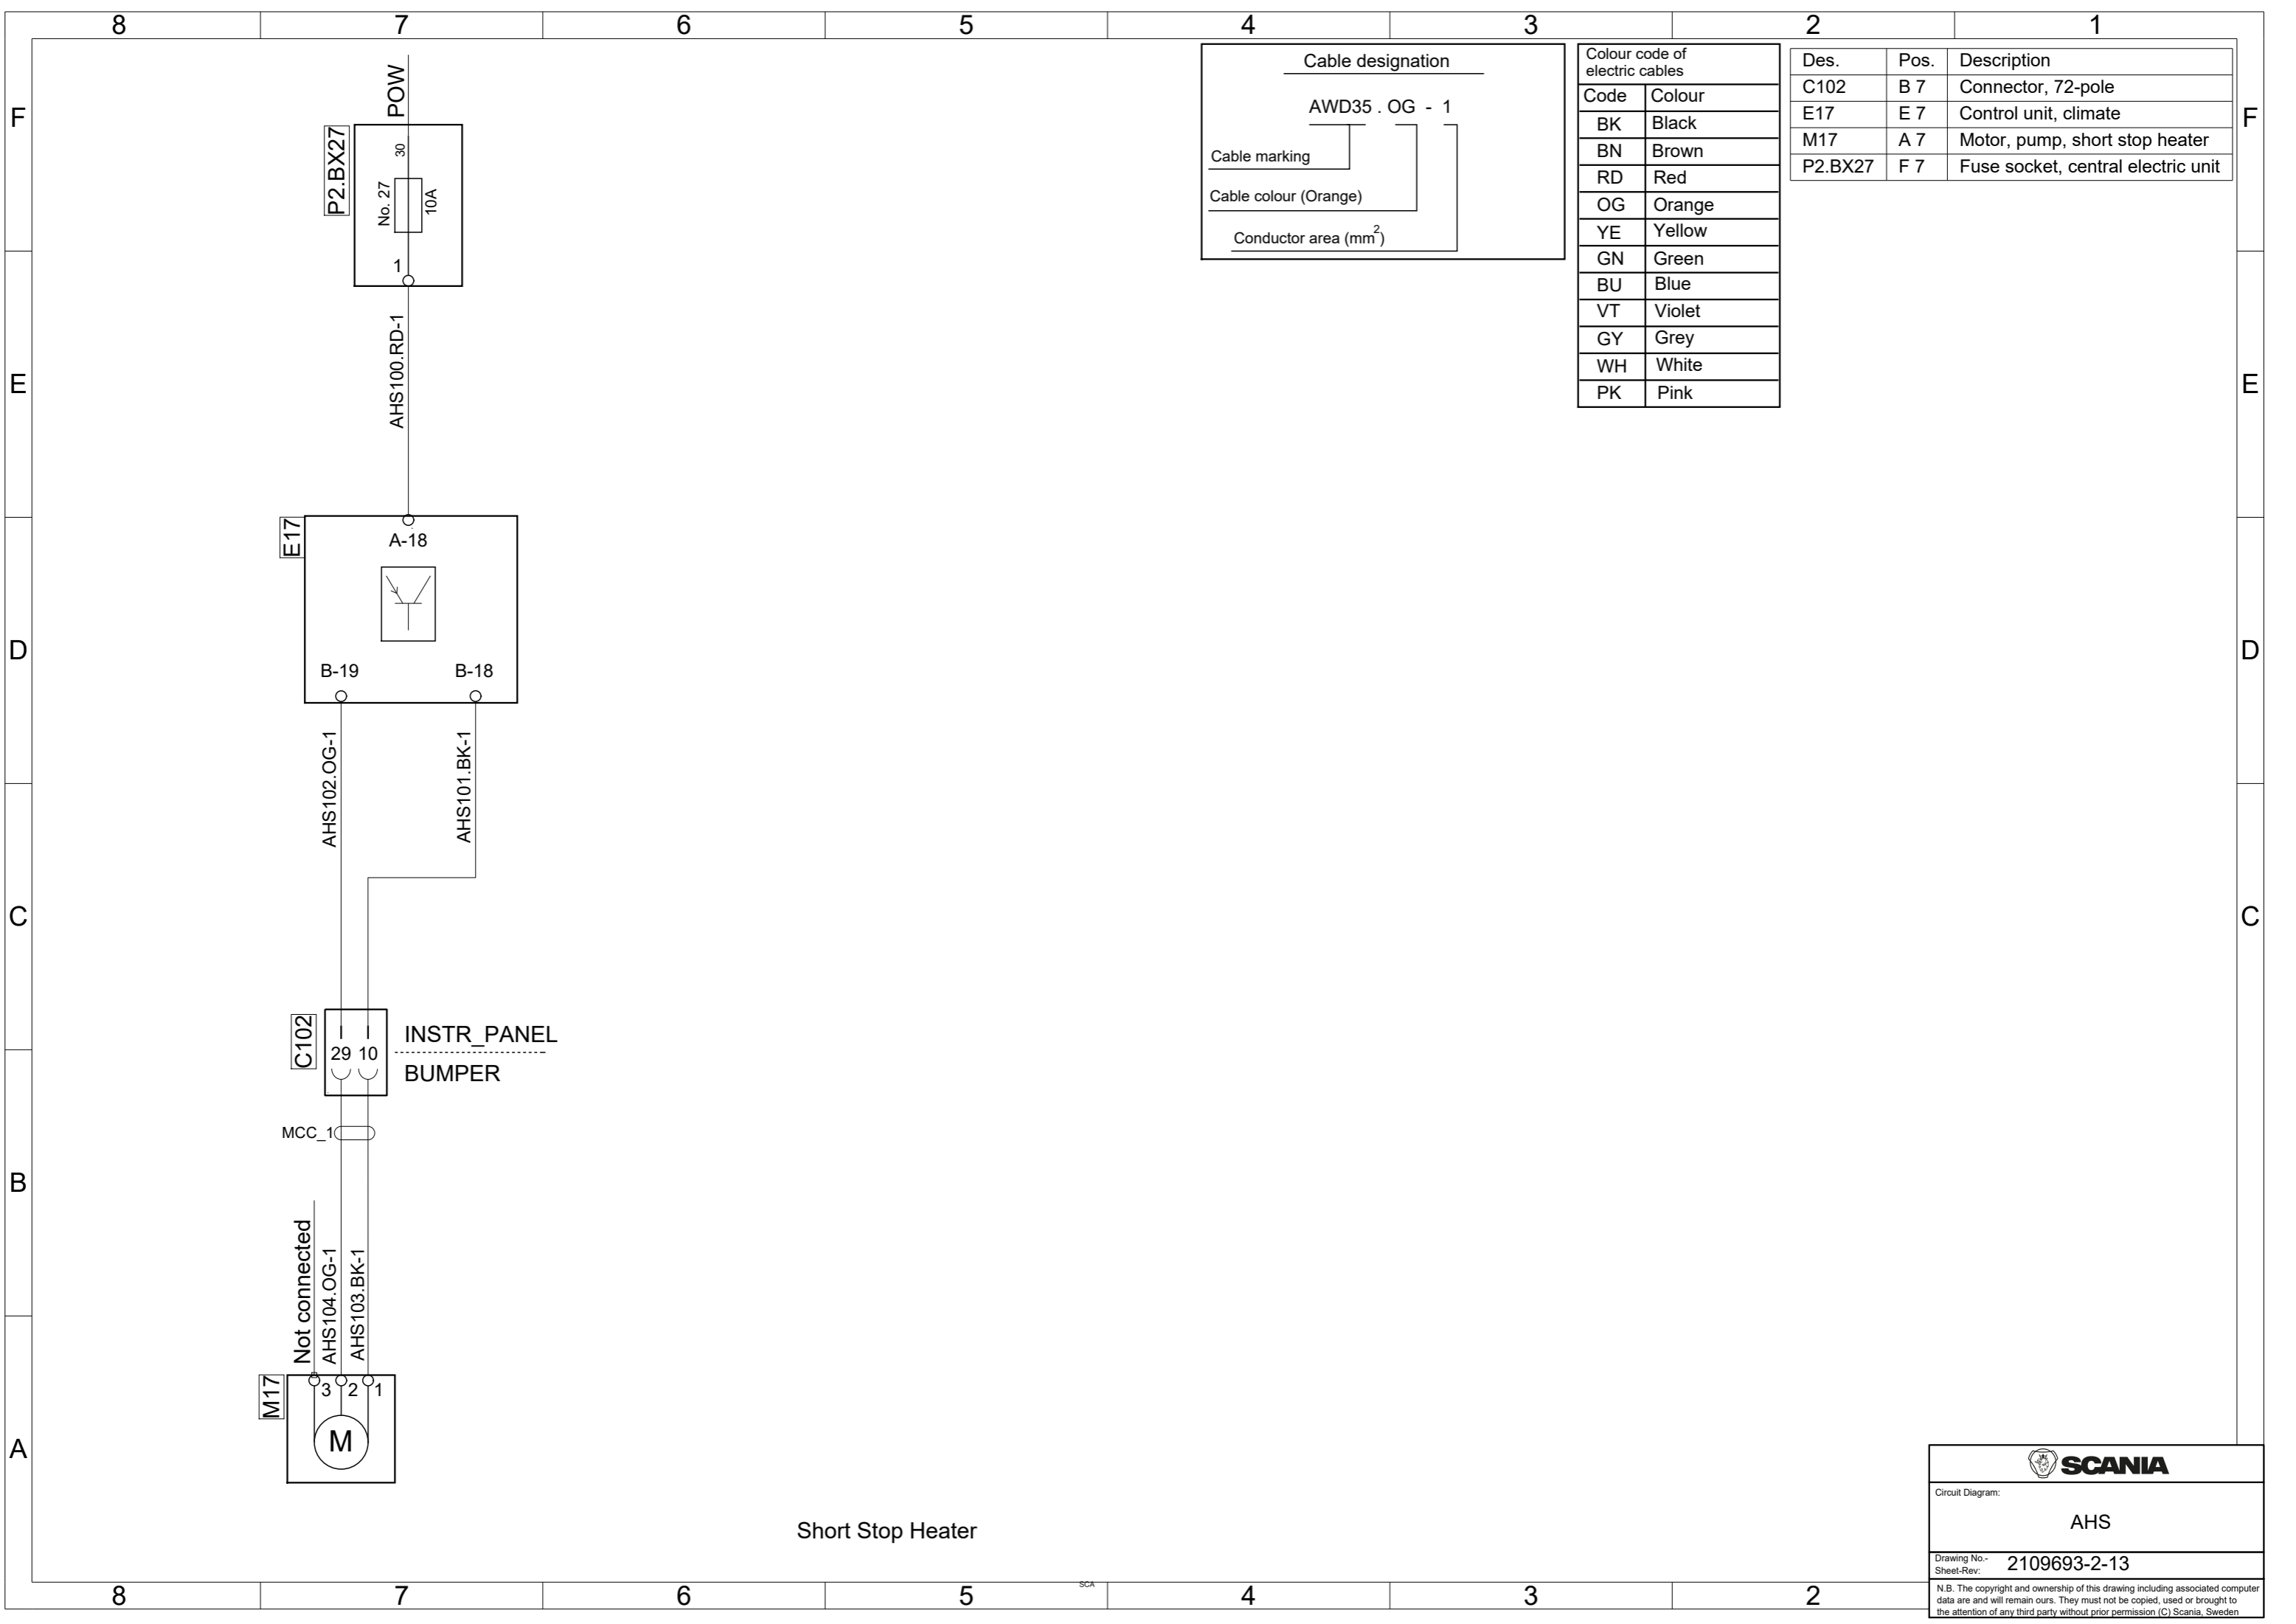 8 7 6 5 4 3 2 1
F
E
D
C
B
A
POW
P2.BX27
30
No. 27
10A
1
AHS100.RD-1
E17
A-18
B-19 B-18
AHS102.OG-1
AHS101.BK-1
C102
29 10
INSTR_PANEL
BUMPER
MCC_1
Not connected
AHS104.OG-1
AHS103.BK-1
M17
3 2 1
M
Short Stop Heater
Cable designation
AWD35 . OG - 1
Cable marking
Cable colour (Orange)
Conductor area (mm2)
Colour code of
electric cables
Code Colour
BK Black
BN Brown
RD Red
OG Orange
YE Yellow
GN Green
BU Blue
VT Violet
GY Grey
WH White
PK Pink
Des. Pos. Description
C102 B 7 Connector, 72-pole
E17 E 7 Control unit, climate
M17 A 7 Motor, pump, short stop heater
P2.BX27 F 7 Fuse socket, central electric unit
F
E
D
C
SCANIA
Circuit Diagram:
AHS
Drawing No.-
Sheet-Rev: 2109693-2-13
N.B. The copyright and ownership of this drawing including associated computer
data are and will remain ours. They must not be copied, used or brought to
the attention of any third party without prior permission (C) Scania, Sweden
8 7 6 5 SCA 4 3 2